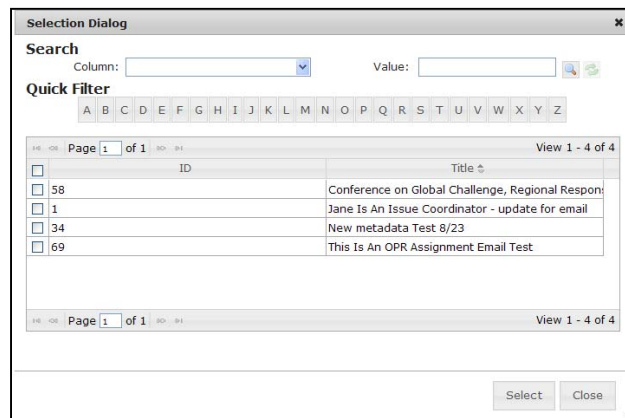 Selection Dialog
Search
Column: Value:
Quick Filter
A B C D E F G H I J K L M N O P Q R S T U V W X Y Z
Page 1 of 1 View 1 - 4 of 4
ID Title
58 Conference on Global Challenge, Regional Respons
1 Jane Is An Issue Coordinator - update for email
34 New metadata Test 8/23
69 This Is An OPR Assignment Email Test
Page 1 of 1 View 1 - 4 of 4
Select Close